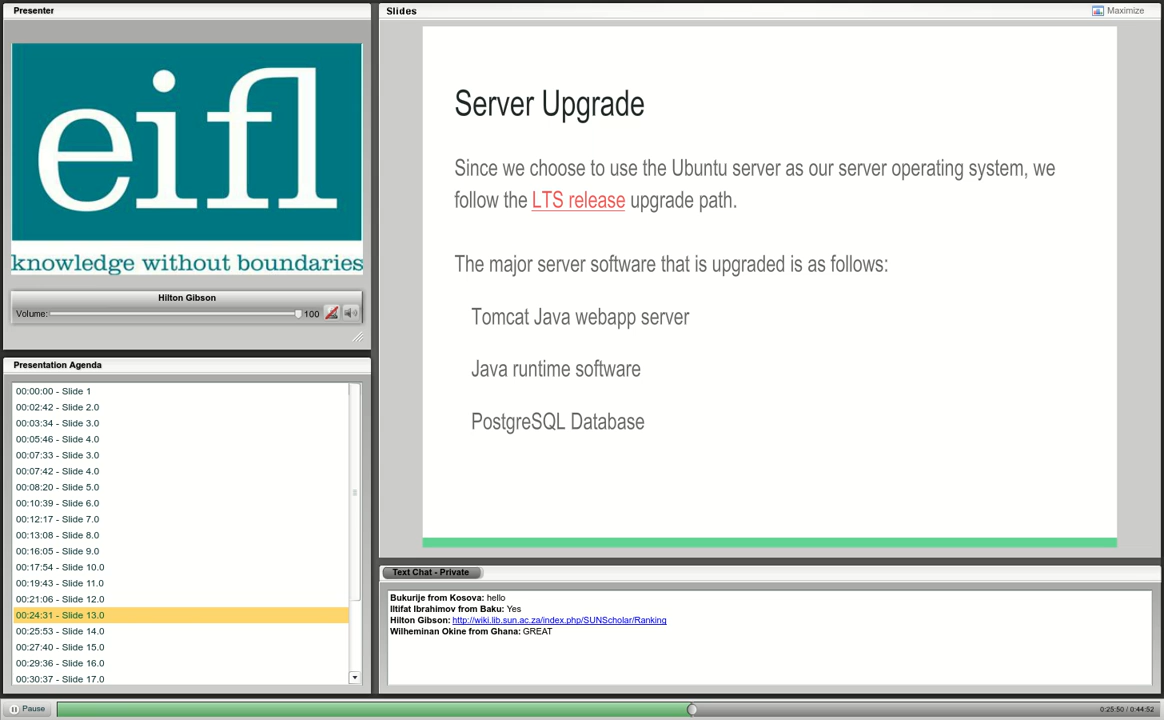 Presenter
eifl
knowledge without boundaries
Hilton Gibson
Volume: 100
Presentation Agenda
00:00:00 - Slide 1
00:02:42 - Slide 2.0
00:03:34 - Slide 3.0
00:05:46 - Slide 4.0
00:07:33 - Slide 3.0
00:07:42 - Slide 4.0
00:08:20 - Slide 5.0
00:10:39 - Slide 6.0
00:12:17 - Slide 7.0
00:13:08 - Slide 8.0
00:16:05 - Slide 9.0
00:17:54 - Slide 10.0
00:19:43 - Slide 11.0
00:21:06 - Slide 12.0
00:24:31 - Slide 13.0
00:25:53 - Slide 14.0
00:27:40 - Slide 15.0
00:29:36 - Slide 16.0
00:30:37 - Slide 17.0
Slides
Maximize
Server Upgrade
Since we choose to use the Ubuntu server as our server operating system, we
follow the LTS release upgrade path.
The major server software that is upgraded is as follows:
Tomcat Java webapp server
Java runtime software
PostgreSQL Database
Text Chat - Private
Bukurije from Kosova: hello
Iltifat Ibrahimov from Baku: Yes
Hilton Gibson: http://wiki.lib.sun.ac.za/index.php/SUNScholar/Ranking
Wilheminan Okine from Ghana: GREAT
Pause
0:25:50 / 0:44:52